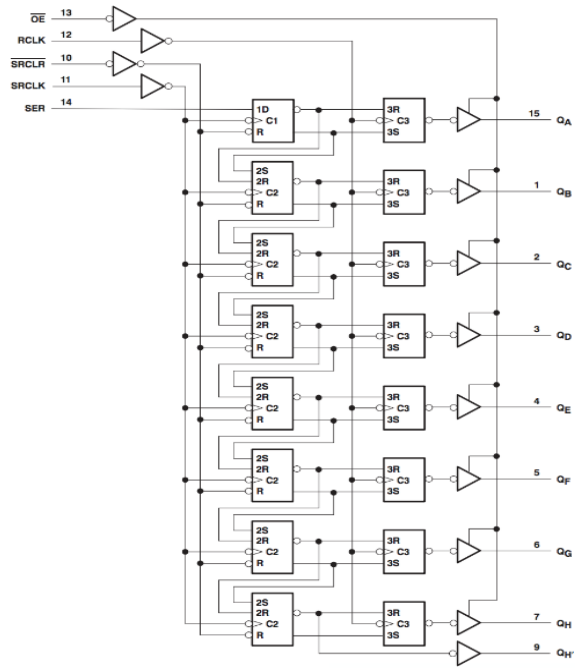 OE 13
RCLK 12
SRCLR 10
SRCLK 11
SER 14
1D 3R
C1 C3 15 QA
R 3S
2S
2R 3R
C2 C3 1 QB
R 3S
2S
2R 3R
C2 C3 2 QC
R 3S
2S
2R 3R
C2 C3 3 QD
R 3S
2S
2R 3R
C2 C3 4 QE
R 3S
2S
2R 3R
C2 C3 5 QF
R 3S
2S
2R 3R
C2 C3 6 QG
R 3S
2S
2R 3R
C2 C3 7 QH
R 3S
9 QH'